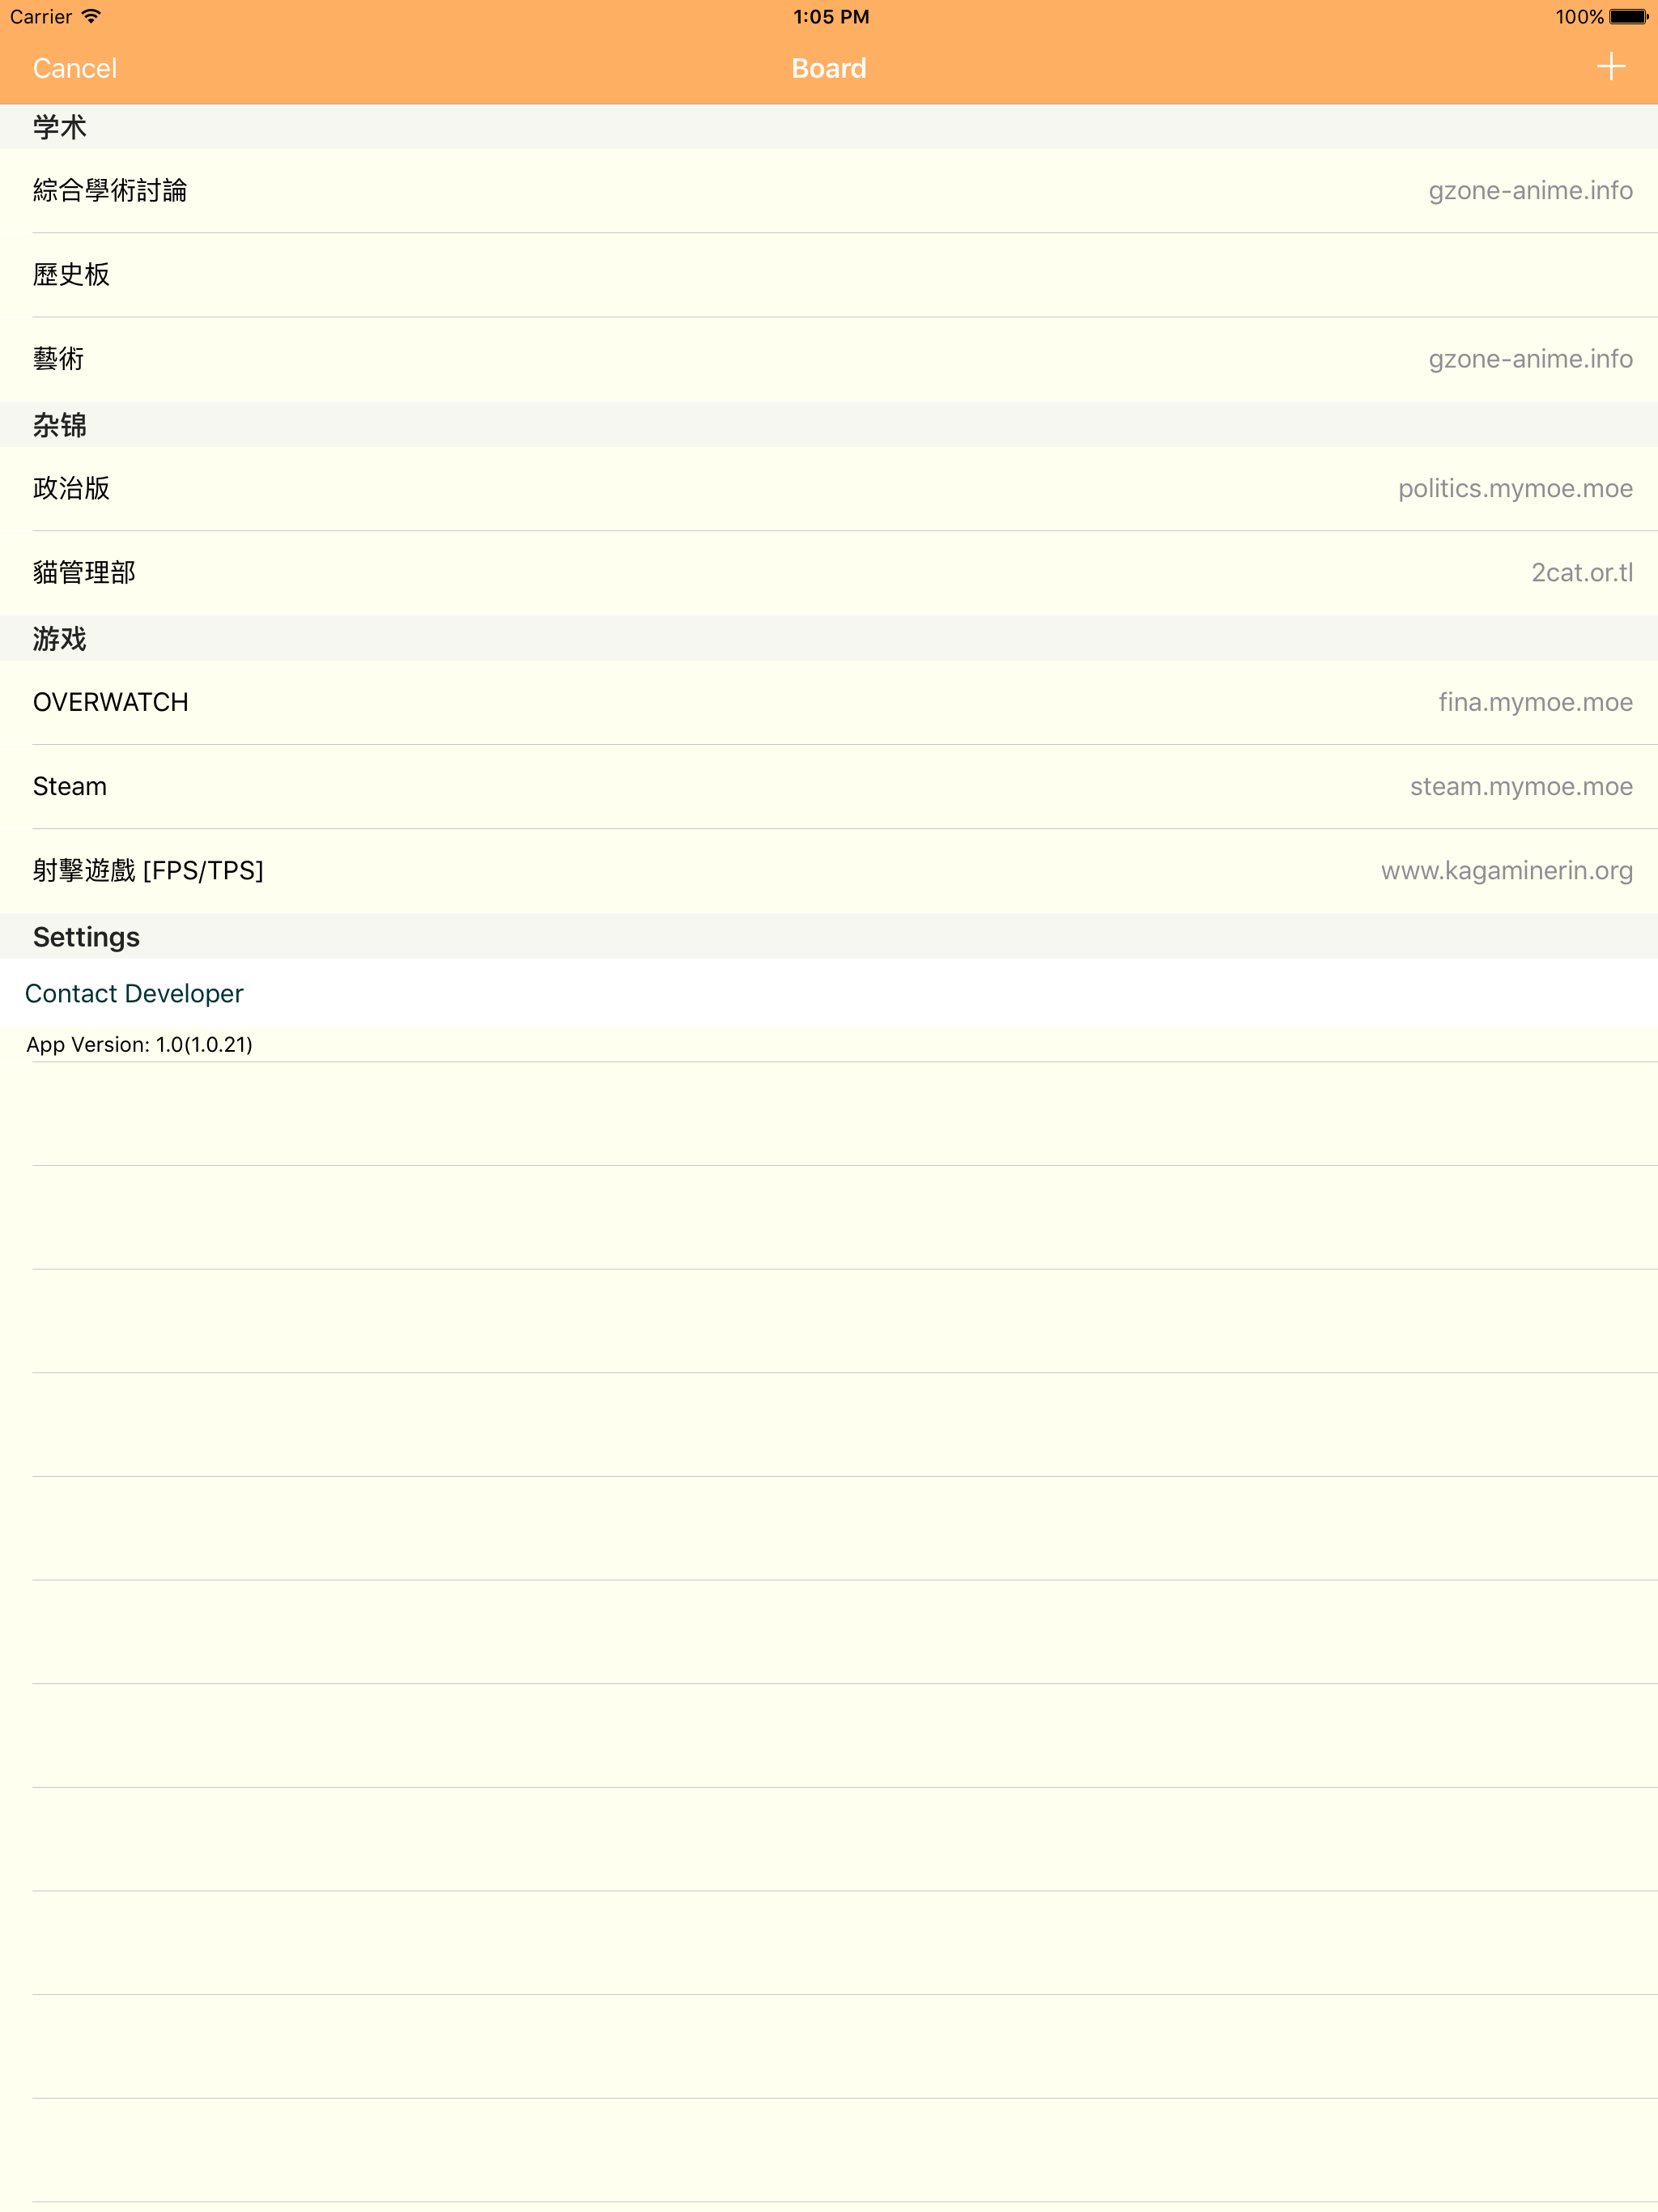 Carrier 1:05 PM 100%
Cancel Board
学术
綜合學術討論 gzone-anime.info
歷史板
藝術 gzone-anime.info
杂锦
政治版 politics.mymoe.moe
貓管理部 2cat.or.tl
游戏
OVERWATCH fina.mymoe.moe
Steam steam.mymoe.moe
射擊遊戲 [FPS/TPS] www.kagaminerin.org
Settings
Contact Developer
App Version: 1.0(1.0.21)